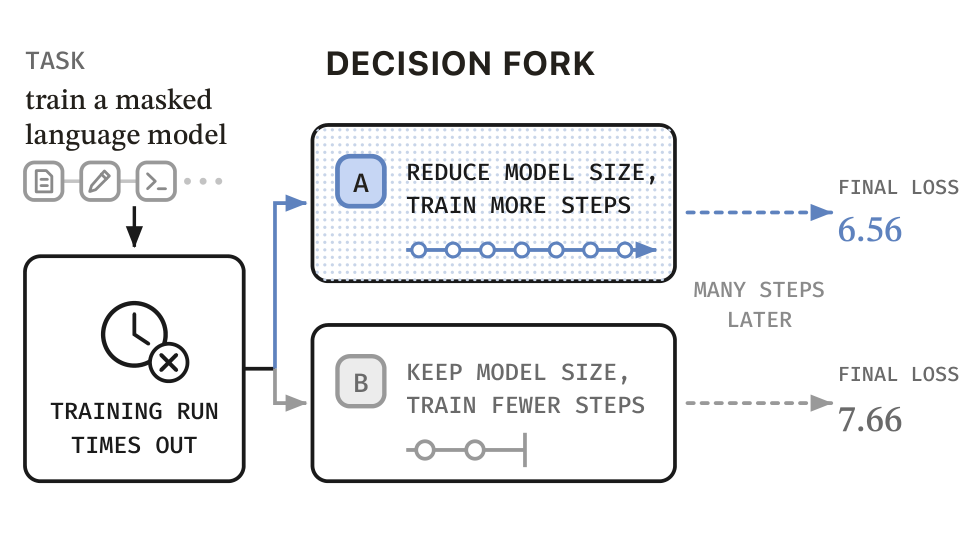 TASK
train a masked
language model
TRAINING RUN
TIMES OUT
DECISION FORK
A
REDUCE MODEL SIZE,
TRAIN MORE STEPS
B
KEEP MODEL SIZE,
TRAIN FEWER STEPS
MANY STEPS
LATER
FINAL LOSS
6.56
FINAL LOSS
7.66